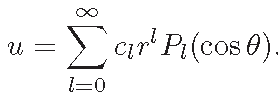 u = \sum_{l=0}^{\infty} c_l r^l P_l(\cos \theta).